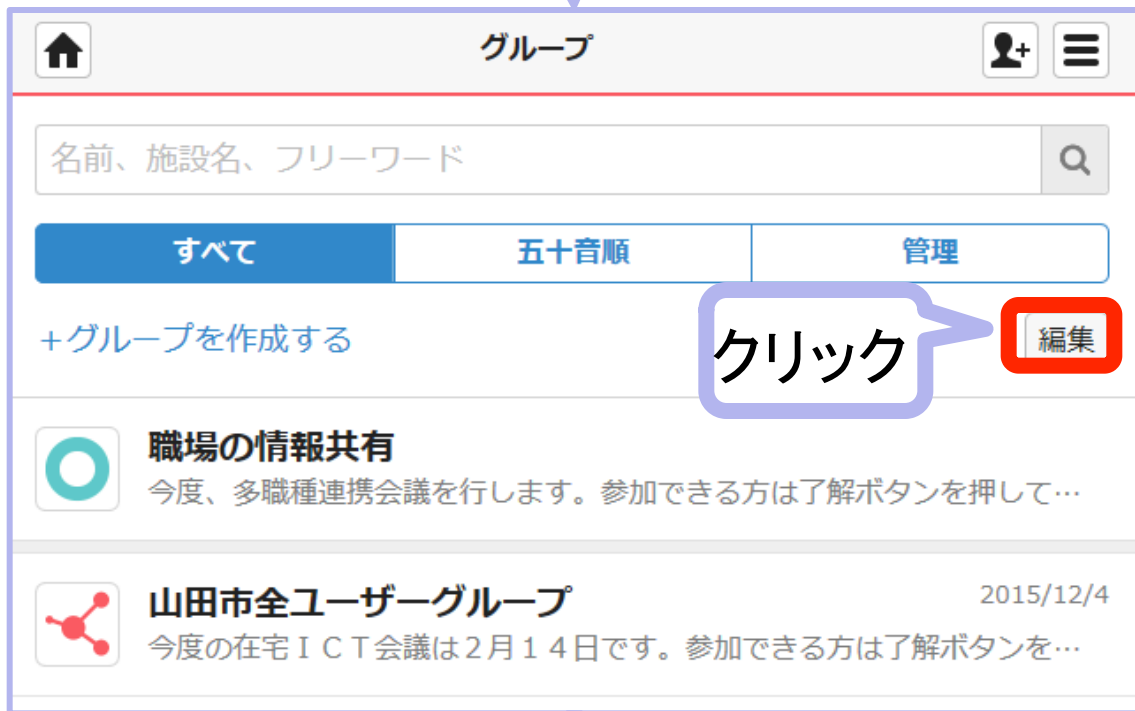 グループ
名前、施設名、フリーワード
すべて 五十音順 管理
+グループを作成する クリック 編集
職場の情報共有
今度、多職種連携会議を行します。参加できる方は了解ボタンを押して…
山田市全ユーザーグループ 2015/12/4
今度の在宅ＩＣＴ会議は２月１４日です。参加できる方は了解ボタンを…